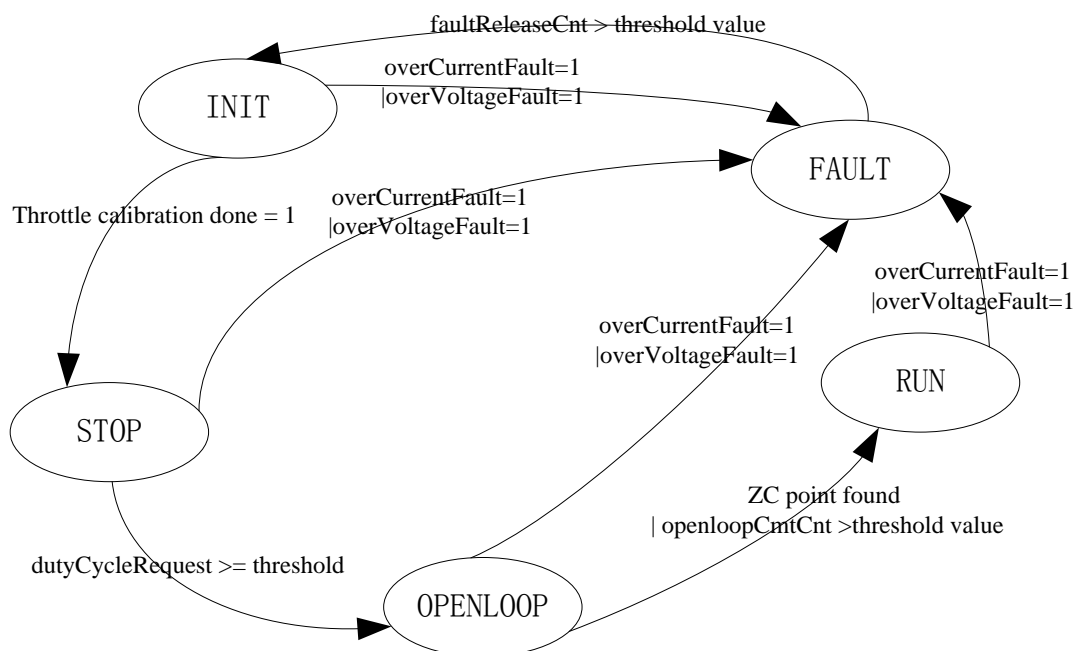 faultReleaseCnt > threshold value
overCurrentFault=1
|overVoltageFault=1
INIT
FAULT
overCurrentFault=1
|overVoltageFault=1
Throttle calibration done = 1
overCurrentFault=1
|overVoltageFault=1
overCurrentFault=1
|overVoltageFault=1
RUN
STOP
ZC point found
| openloopCmtCnt >threshold value
dutyCycleRequest >= threshold
OPENLOOP